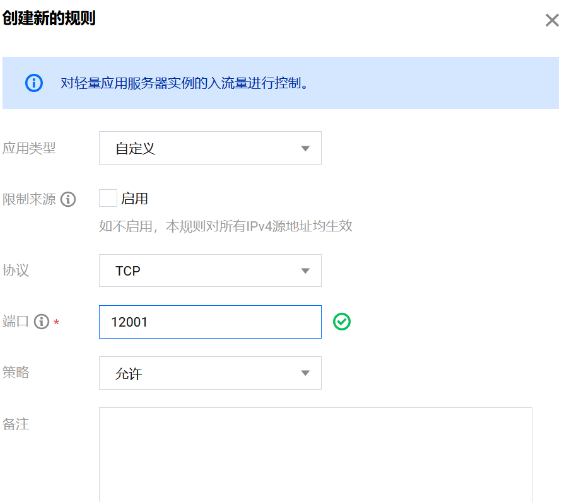 创建新的规则
对轻量应用服务器实例的入流量进行控制。
应用类型 自定义
限制来源 启用
如不启用，本规则对所有IPv4源地址均生效
协议 TCP
端口 * 12001
策略 允许
备注